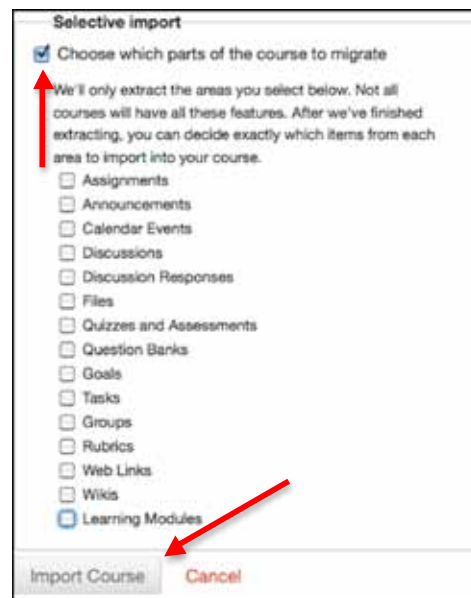 Selective import
Choose which parts of the course to migrate
We'll only extract the areas you select below. Not all
courses will have all these features. After we've finished
extracting, you can decide exactly which items from each
area to import into your course.
Assignments
Announcements
Calendar Events
Discussions
Discussion Responses
Files
Quizzes and Assessments
Question Banks
Goals
Tasks
Groups
Rubrics
Web Links
Wikis
Learning Modules
Import Course Cancel